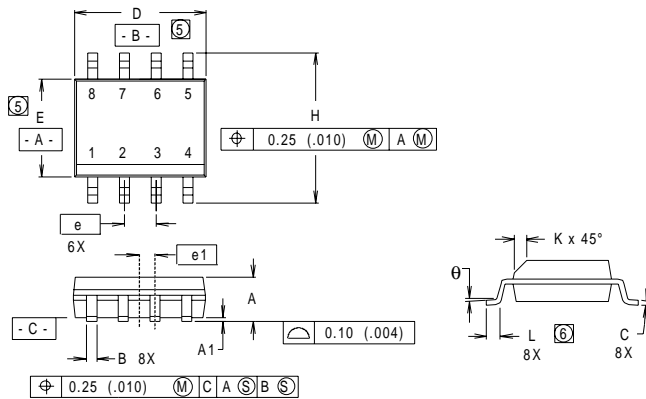 D
- B - 5
8 7 6 5
5 E H
- A -
0.25 (.010) M A M
1 2 3 4
e
6X
e1
K x 45°
θ
A
- C -
A1
0.10 (.004)
B 8X
L 6 C
8X 8X
0.25 (.010) M C A S B S